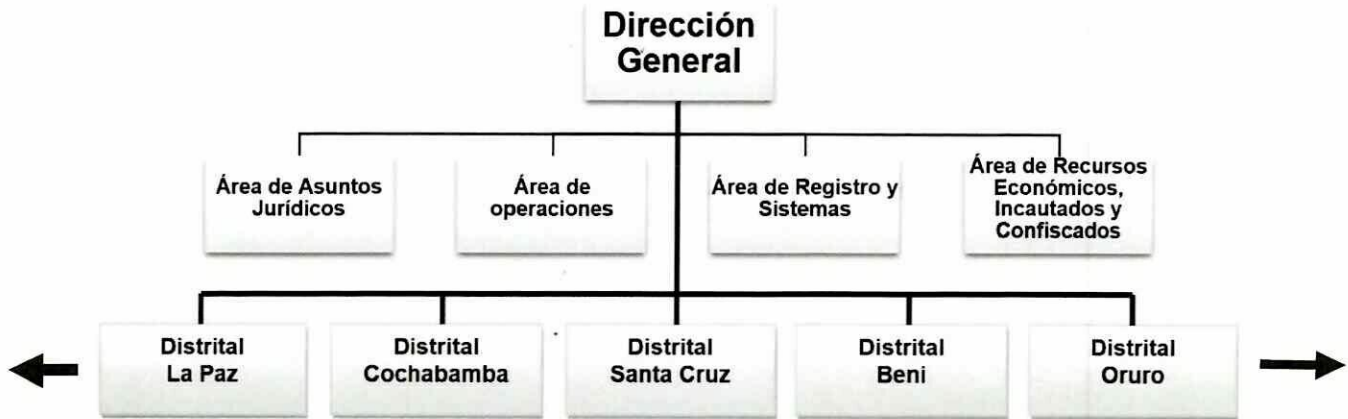 Dirección
General
Área de Asuntos
Jurídicos
Área de
operaciones
Área de Registro y
Sistemas
Área de Recursos
Económicos,
Incautados y
Confiscados
Distrital
La Paz
Distrital
Cochabamba
Distrital
Santa Cruz
Distrital
Beni
Distrital
Oruro